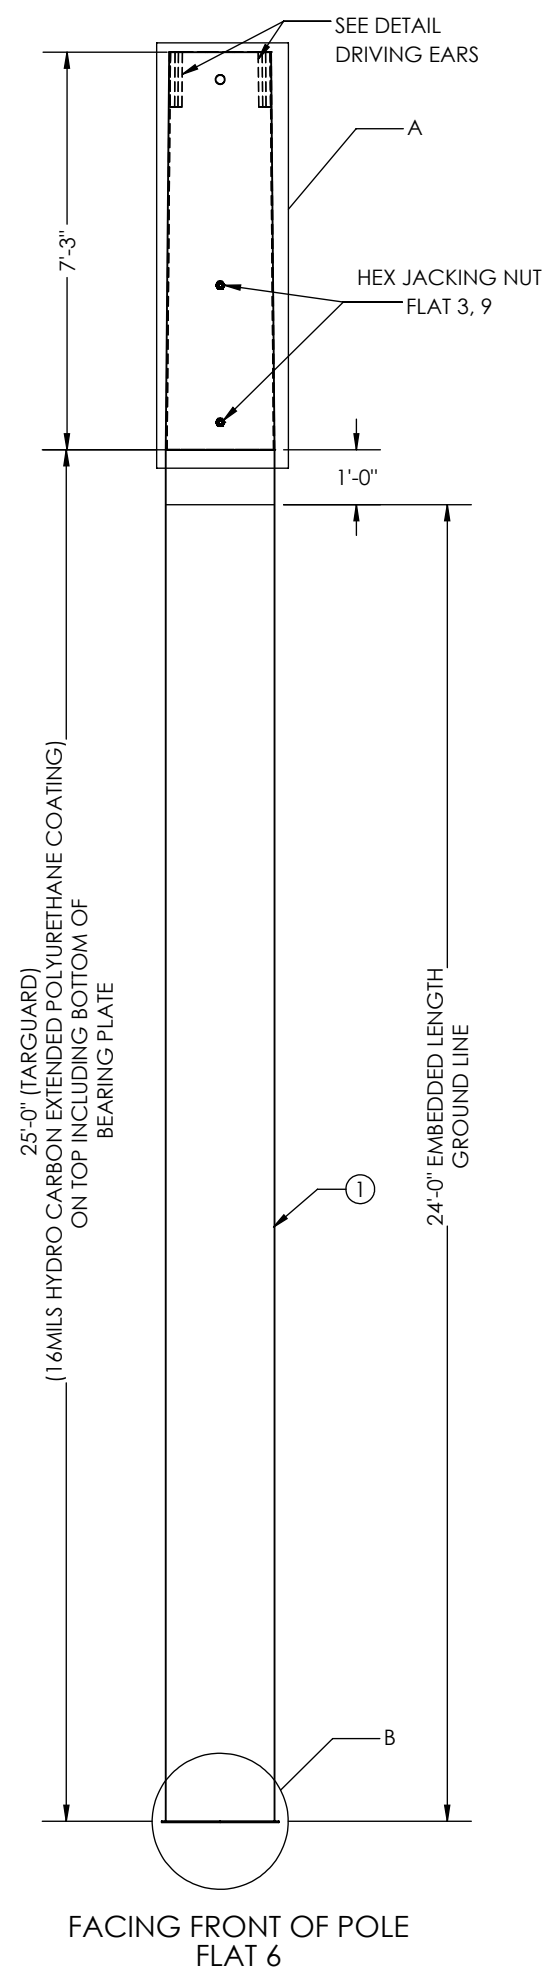 SEE DETAIL
DRIVING EARS
A
7'-3"
HEX JACKING NUT
FLAT 3, 9
1'-0"
25'-0" (TARGUARD)
(16MILS HYDRO CARBON EXTENDED POLYURETHANE COATING)
ON TOP INCLUDING BOTTOM OF
BEARING PLATE
24'-0" EMBEDDED LENGTH
GROUND LINE
1
B
FACING FRONT OF POLE
FLAT 6